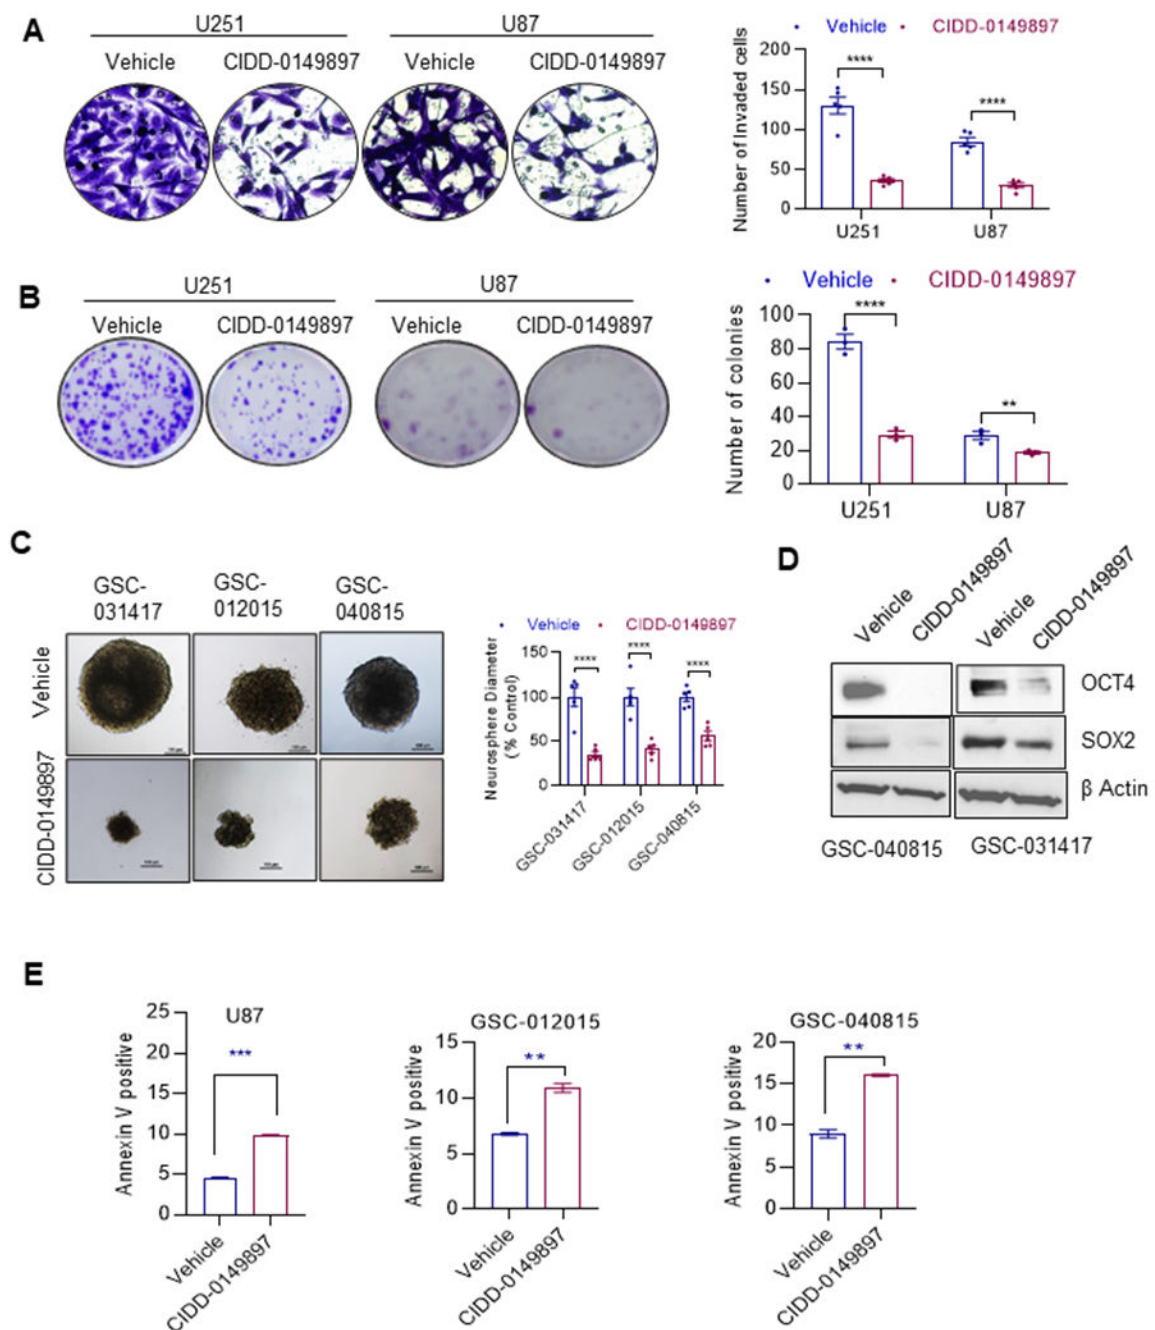 A
U251
U87
Vehicle
CIDD-0149897
Vehicle
CIDD-0149897
Vehicle
CIDD-0149897
Number of Invaded cells
200
150
100
50
0
****
****
U251
U87
B
U251
U87
Vehicle
CIDD-0149897
Vehicle
CIDD-0149897
Vehicle
CIDD-0149897
Number of colonies
100
80
60
40
20
0
****
**
U251
U87
C
GSC-
031417
GSC-
012015
GSC-
040815
Vehicle
CIDD-0149897
Vehicle
CIDD-0149897
Neurosphere Diameter
(% Control)
150
100
50
0
****
****
****
GSC-031417
GSC-012015
GSC-040815
D
Vehicle
CIDD-0149897
Vehicle
CIDD-0149897
OCT4
SOX2
β Actin
GSC-040815
GSC-031417
E
U87
Annexin V positive
25
20
15
10
5
0
***
Vehicle
CIDD-0149897
GSC-012015
Annexin V positive
15
10
5
0
**
Vehicle
CIDD-0149897
GSC-040815
Annexin V positive
20
15
10
5
0
**
Vehicle
CIDD-0149897